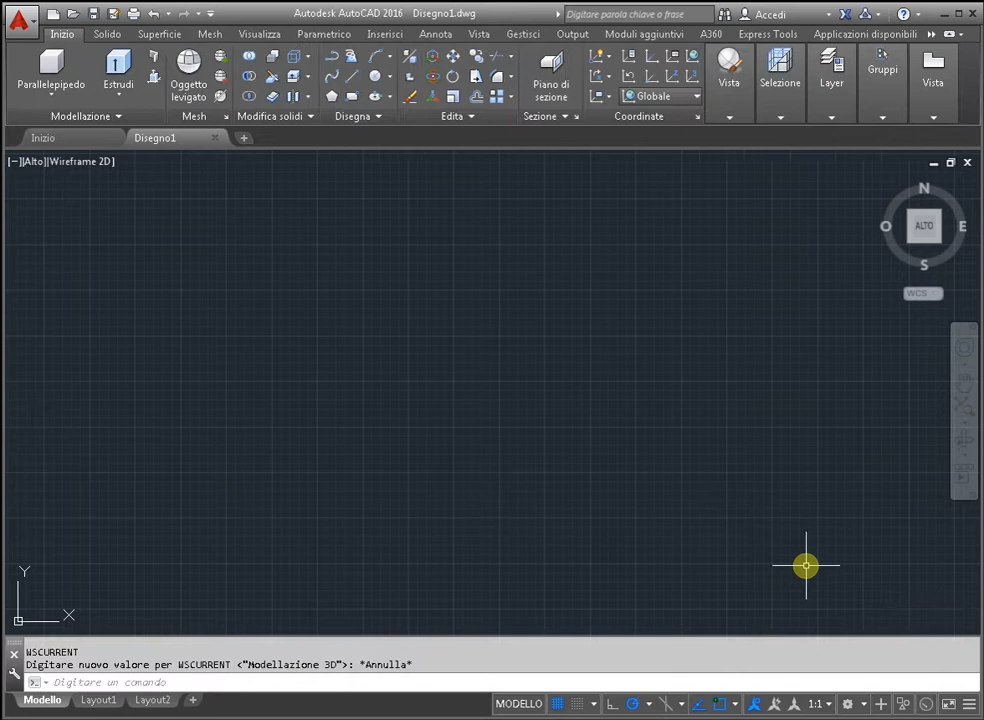 Autodesk AutoCAD 2016 Disegno1.dwg
Digitare parola chiave o frase
Accedi
Inizio Solido Superficie Mesh Visualizza Parametrico Inserisci Annota Vista Gestisci Output Moduli aggiuntivi A360 Express Tools Applicazioni disponibili
Parallelepipedo
Estrudi
Oggetto
levigato
Piano di
sezione
Globale
Vista
Selezione
Layer
Gruppi
Vista
Modellazione
Mesh
Modifica solidi
Disegna
Edita
Sezione
Coordinate
Inizio
Disegno1
[−]|Alto|Wireframe 2D]
N
O
ALTO
E
S
WCS
Y
X
WSCURRENT
Digitare nuovo valore per WSCURRENT <"Modellazione 3D">: *Annulla*
Digitare un comando
Modello Layout1 Layout2 +
MODELLO
1:1